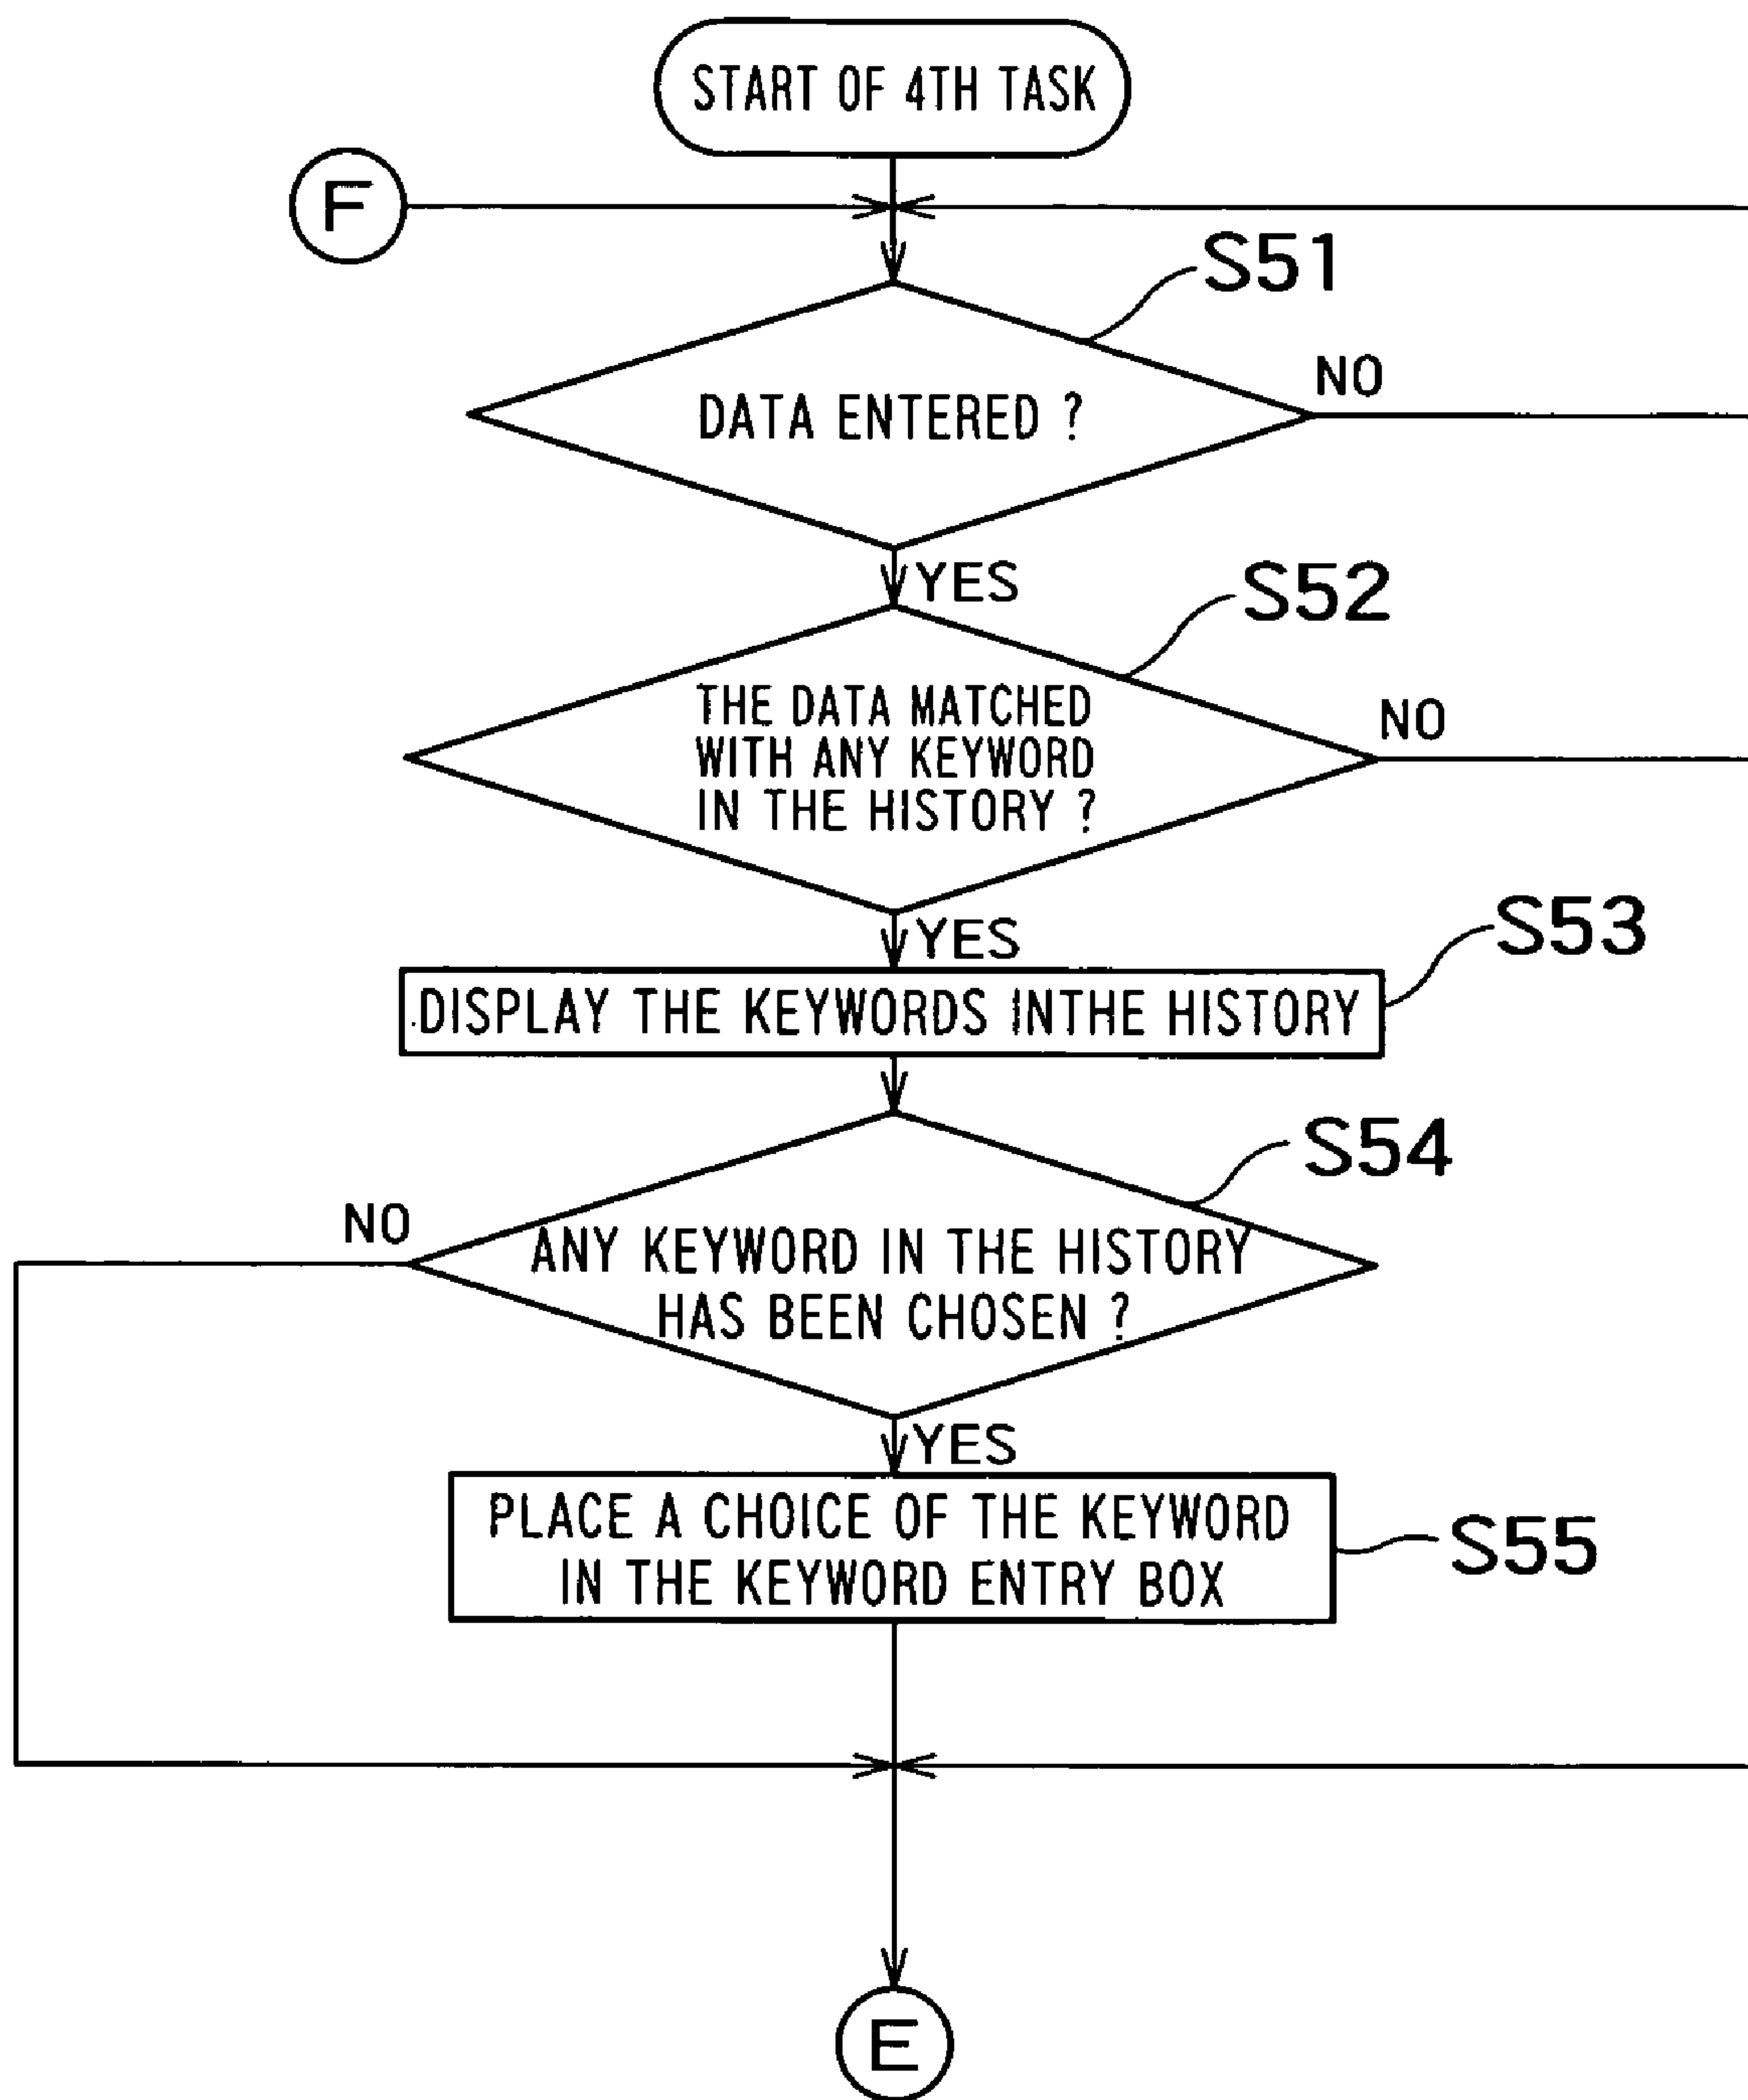 START OF 4TH TASK
F
S51
DATA ENTERED ?
NO
YES
S52
THE DATA MATCHED
WITH ANY KEYWORD
IN THE HISTORY ?
NO
YES
S53
DISPLAY THE KEYWORDS INTHE HISTORY
S54
NO
ANY KEYWORD IN THE HISTORY
HAS BEEN CHOSEN ?
YES
PLACE A CHOICE OF THE KEYWORD
IN THE KEYWORD ENTRY BOX
S55
E